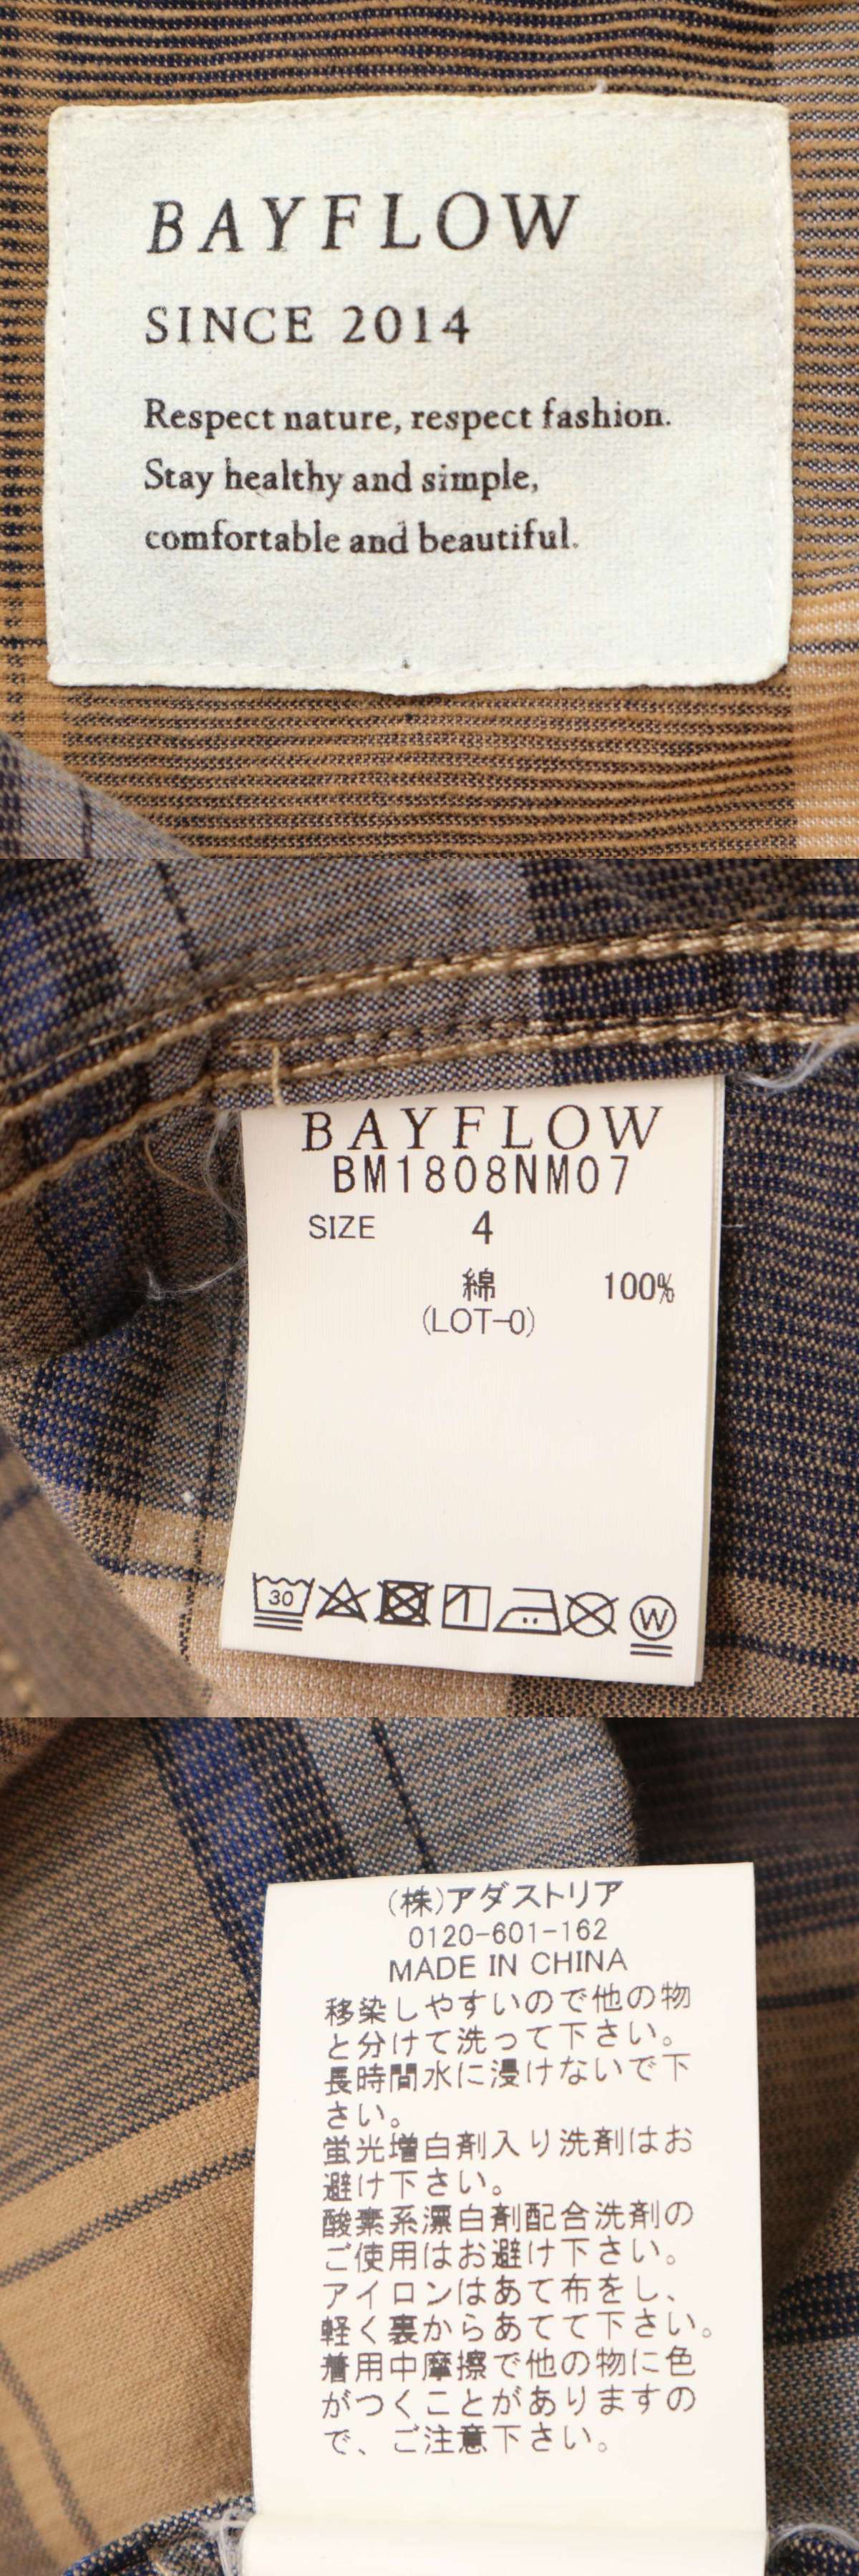 BAYFLOW
SINCE 2014
Respect nature, respect fashion.
Stay healthy and simple,
comfortable and beautiful.
BAYFLOW
BM1808NM07
SIZE 4
綿 100%
(LOT-0)
30
W
(株)アダストリア
0120-601-162
MADE IN CHINA
移染しやすいので他の物
と分けて洗って下さい。
長時間水に浸けないで下
さい。
蛍光増白剤入り洗剤はお
避け下さい。
酸素系漂白剤配合洗剤の
ご使用はお避け下さい。
アイロンはあて布をし、
軽く裏からあてて下さい。
着用中摩擦で他の物に色
がつくことがありますの
で、ご注意下さい。